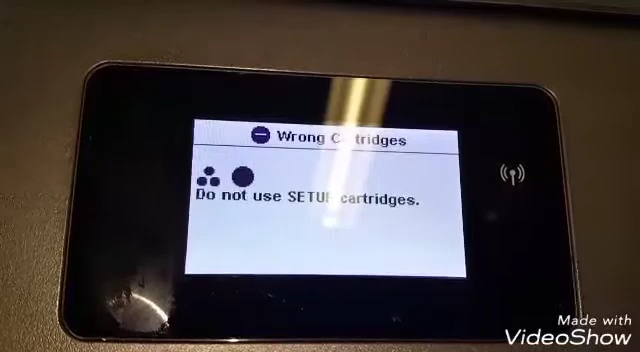 Wrong Cartridges
Do not use SETUP cartridges.
Made with
VideoShow